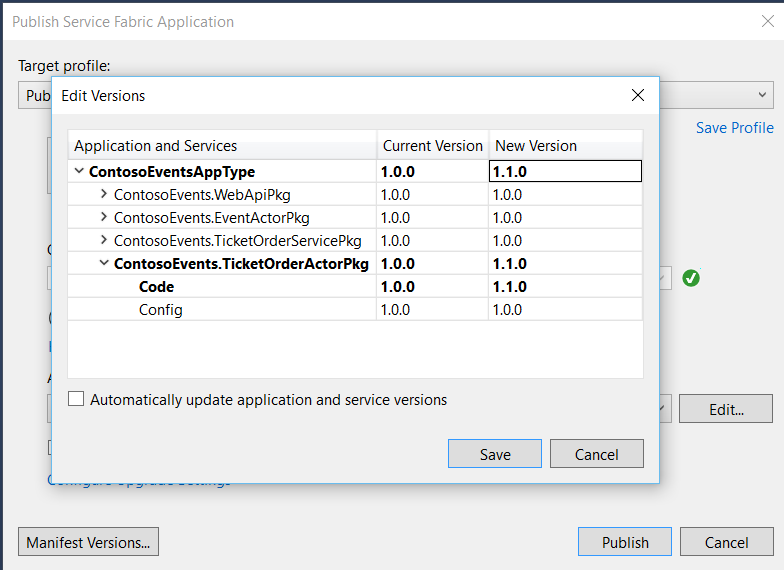 Publish Service Fabric Application
Target profile:
Pub
Edit Versions
Save Profile
Application and Services Current Version New Version
ContosoEventsAppType 1.0.0 1.1.0
ContosoEvents.WebApiPkg 1.0.0 1.0.0
ContosoEvents.EventActorPkg 1.0.0 1.0.0
ContosoEvents.TicketOrderServicePkg 1.0.0 1.0.0
ContosoEvents.TicketOrderActorPkg 1.0.0 1.1.0
Code 1.0.0 1.1.0
Config 1.0.0 1.0.0
Automatically update application and service versions
Edit...
Save Cancel
Configure Upgrade Settings
Manifest Versions... Publish Cancel